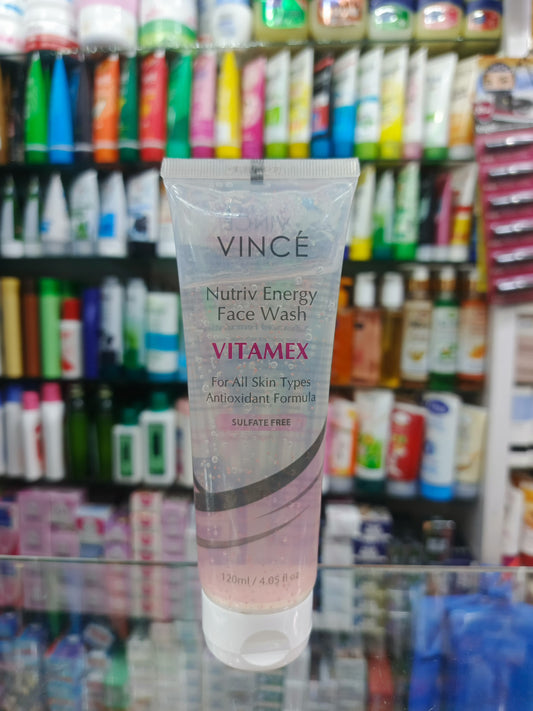 VINCÉ
Nutriv Energy
Face Wash
VITAMEX
For All Skin Types
Antioxidant Formula
SULFATE FREE
120ml / 4.05 fl oz